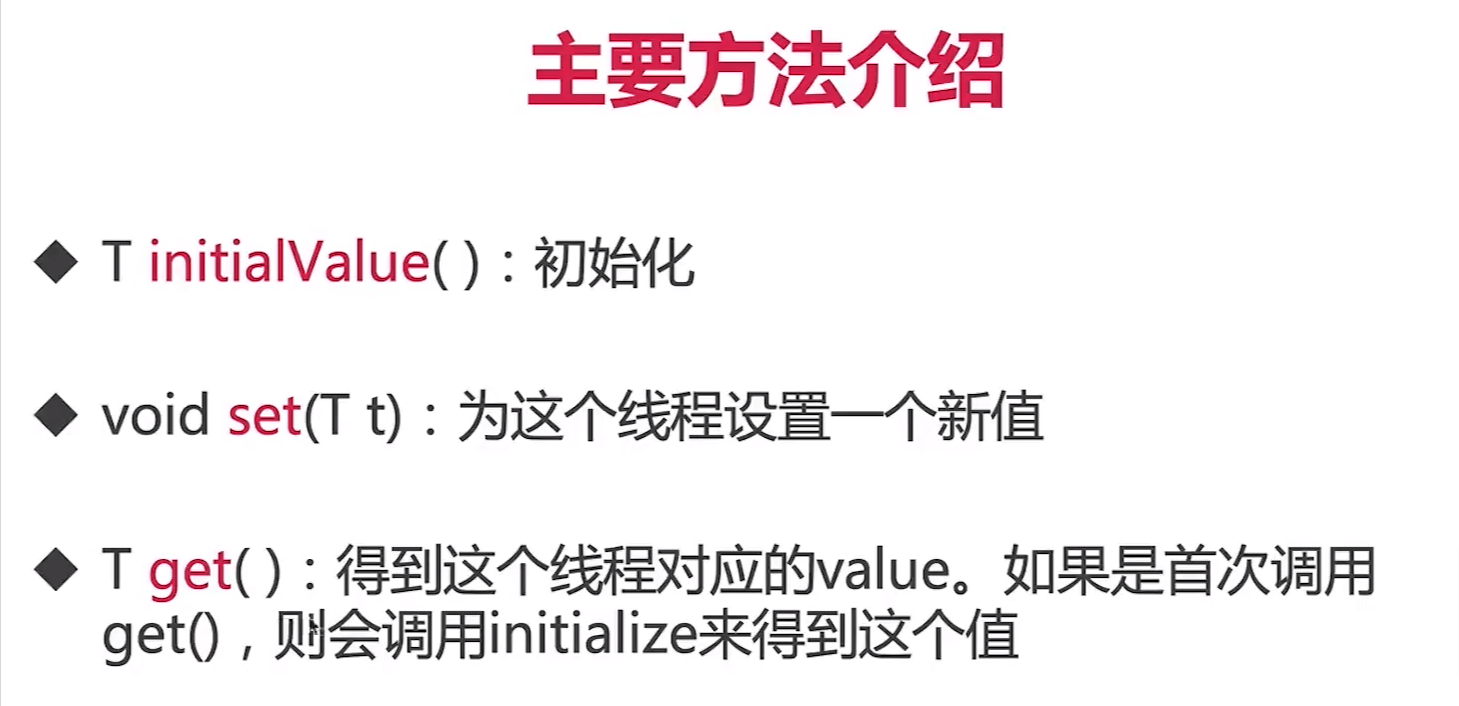 主要方法介绍
◆ T initialValue( )：初始化
◆ void set(T t)：为这个线程设置一个新值
◆ T get( )：得到这个线程对应的value。如果是首次调用
get()，则会调用initialize来得到这个值